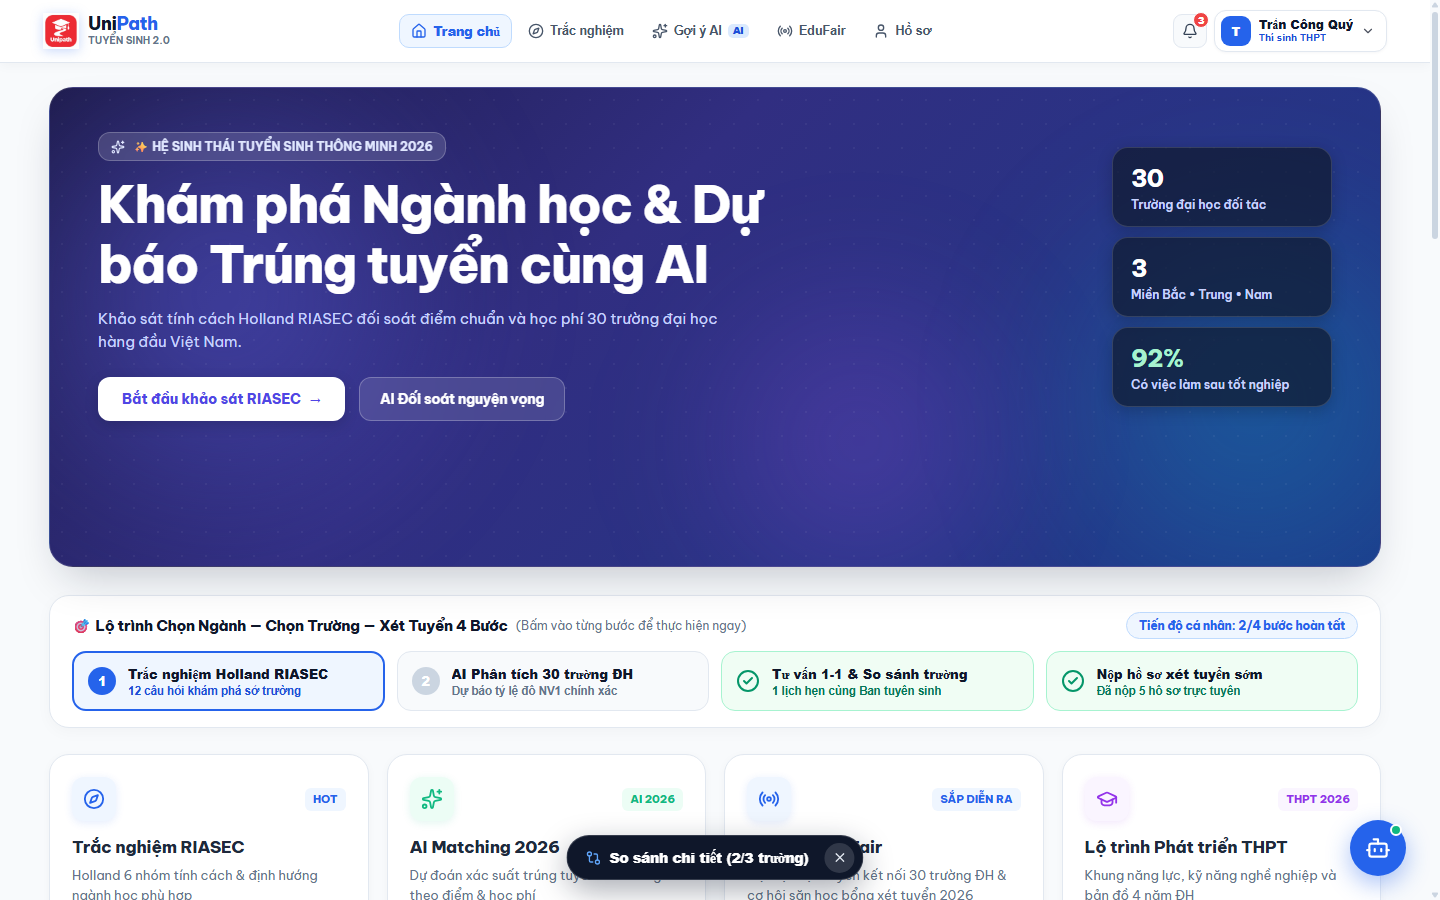 UniPath
TUYỂN SINH 2.0
Unipath
Trang chủ
Trắc nghiệm
Gợi ý AI
AI
EduFair
Hồ sơ
3
T
Trần Công Quý
Thí sinh THPT
HỆ SINH THÁI TUYỂN SINH THÔNG MINH 2026
Khám phá Ngành học & Dự
báo Trúng tuyển cùng AI
Khảo sát tính cách Holland RIASEC đối soát điểm chuẩn và học phí 30 trường đại học
hàng đầu Việt Nam.
Bắt đầu khảo sát RIASEC →
AI Đối soát nguyện vọng
30
Trường đại học đối tác
3
Miền Bắc • Trung • Nam
92%
Có việc làm sau tốt nghiệp
Lộ trình Chọn Ngành — Chọn Trường — Xét Tuyển 4 Bước (Bấm vào từng bước để thực hiện ngay)
Tiến độ cá nhân: 2/4 bước hoàn tất
1
Trắc nghiệm Holland RIASEC
12 câu hỏi khám phá sở trường
2
AI Phân tích 30 trường ĐH
Dự báo tỷ lệ đỗ NV1 chính xác
Tư vấn 1-1 & So sánh trường
1 lịch hẹn cùng Ban tuyển sinh
Nộp hồ sơ xét tuyển sớm
Đã nộp 5 hồ sơ trực tuyến
HOT
Trắc nghiệm RIASEC
Holland 6 nhóm tính cách & định hướng
ngành học phù hợp
AI 2026
AI Matching 2026
Dự đoán xác suất trúng
theo điểm & học phí
SẮP DIỄN RA
kết nối 30 trường ĐH &
cơ hội săn học bổng xét tuyển 2026
THPT 2026
Lộ trình Phát triển THPT
Khung năng lực, kỹ năng nghề nghiệp và
bản đồ 4 năm ĐH
So sánh chi tiết (2/3 trường)